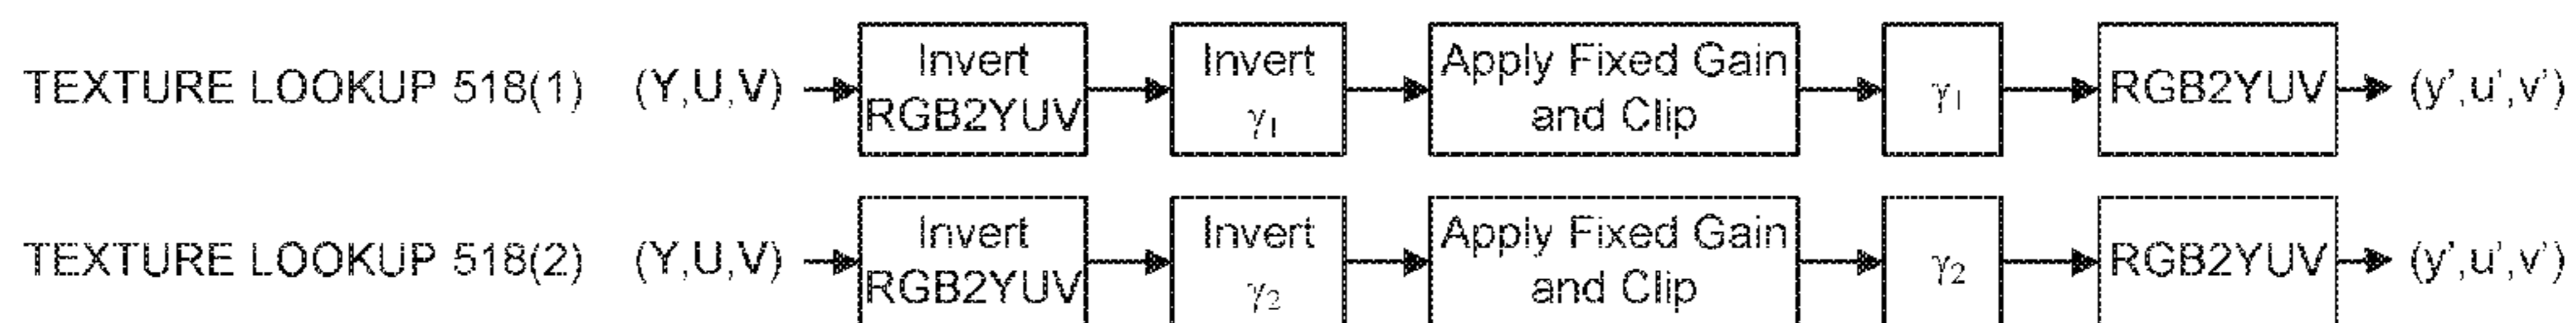 TEXTURE LOOKUP 518(1) (Y,U,V) Invert RGB2YUV Invert γ₁ Apply Fixed Gain and Clip γ₁ RGB2YUV (y',u',v')
TEXTURE LOOKUP 518(2) (Y,U,V) Invert RGB2YUV Invert γ₂ Apply Fixed Gain and Clip γ₂ RGB2YUV (y',u',v')